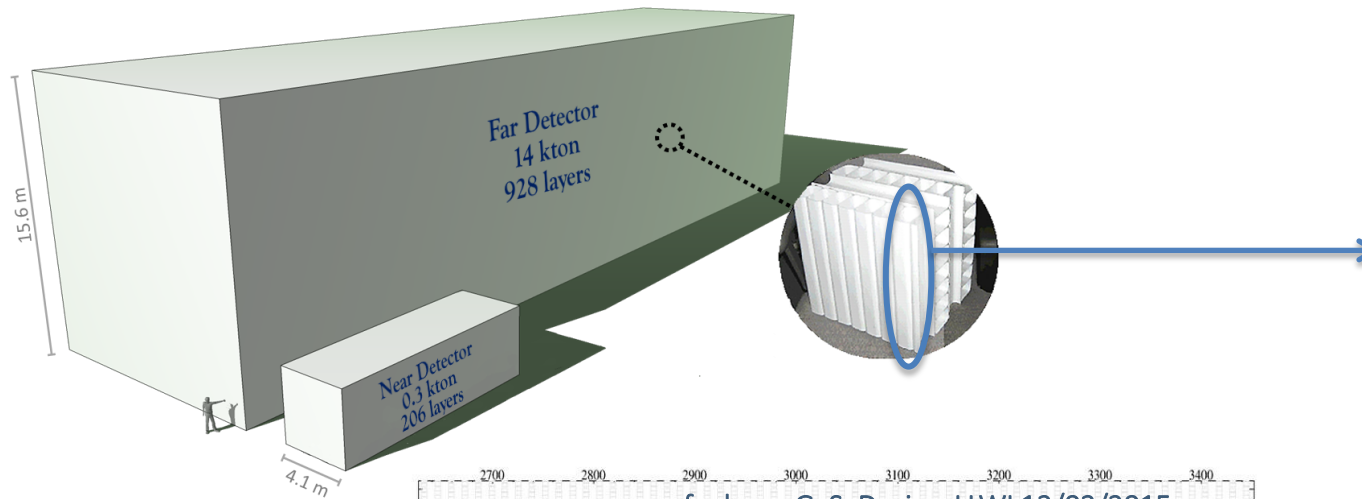 15.6 m
Far Detector
14 kton
928 layers
Near Detector
0.3 kton
206 layers
4.1 m
2700 2800 2900 3000 3100 3200 3300 3400